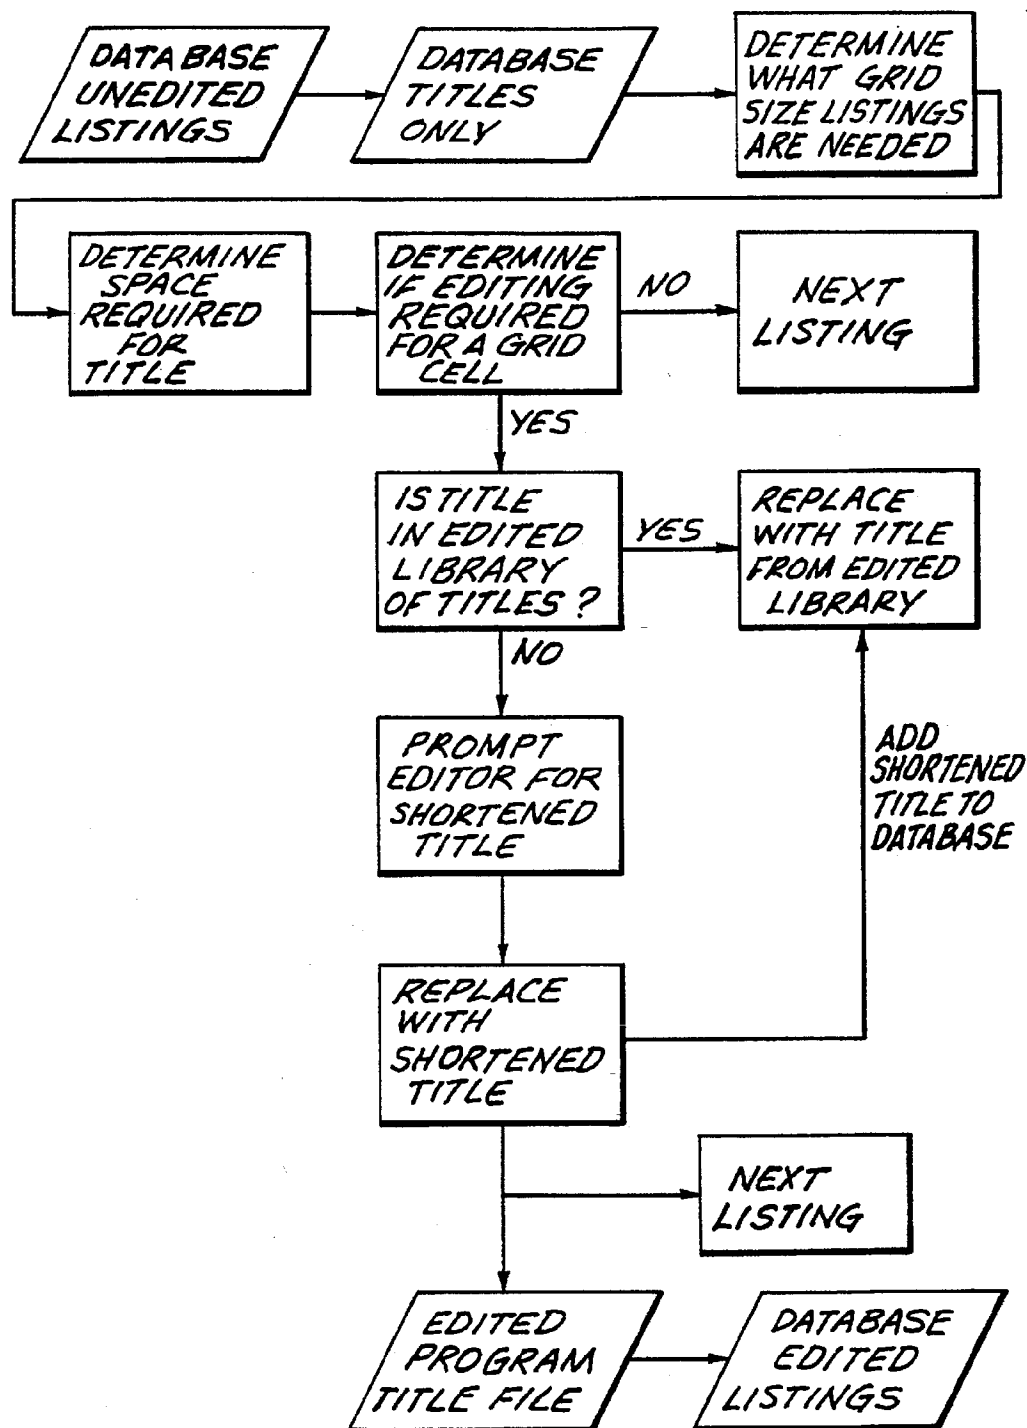 DATABASE
UNEDITED
LISTINGS
DATABASE
TITLES
ONLY
DETERMINE
WHAT GRID
SIZE LISTINGS
ARE NEEDED
DETERMINE
SPACE
REQUIRED
FOR
TITLE
DETERMINE
IF EDITING
REQUIRED
FOR A GRID
CELL
NO
NEXT
LISTING
YES
IS TITLE
IN EDITED
LIBRARY
OF TITLES?
YES
REPLACE
WITH TITLE
FROM EDITED
LIBRARY
NO
PROMPT
EDITOR FOR
SHORTENED
TITLE
ADD
SHORTENED
TITLE TO
DATABASE
REPLACE
WITH
SHORTENED
TITLE
NEXT
LISTING
EDITED
PROGRAM
TITLE FILE
DATABASE
EDITED
LISTINGS